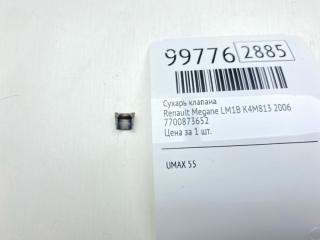 99776 2885
Сухарь клапана
Renault Megane LM1B K4M813 2006
7700873652
Цена за 1 шт.
UMAX 55